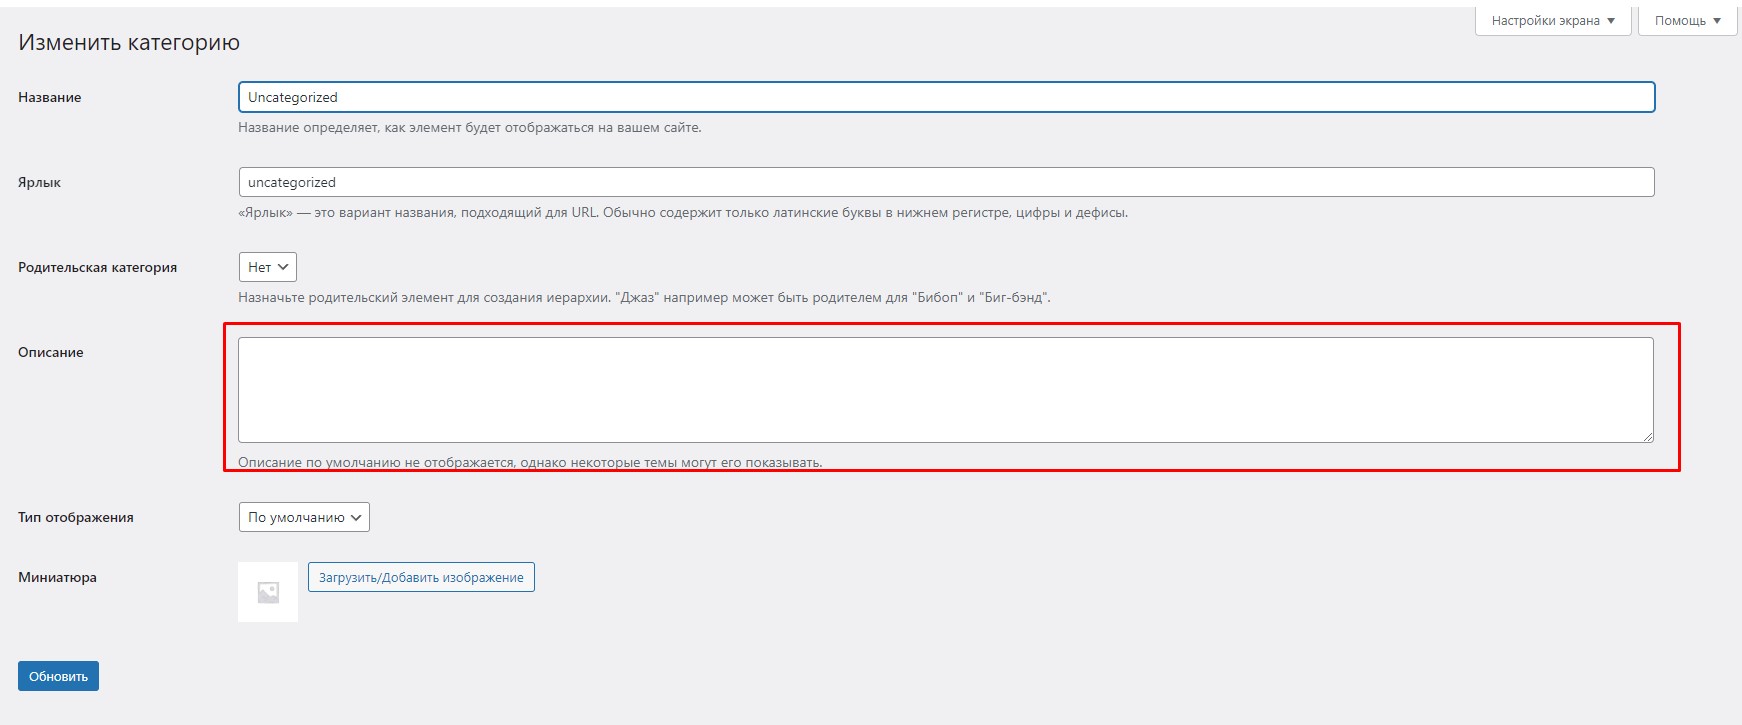 Настройки экрана
Помощь
Изменить категорию
Название
Uncategorized
Название определяет, как элемент будет отображаться на вашем сайте.
Ярлык
uncategorized
«Ярлык» — это вариант названия, подходящий для URL. Обычно содержит только латинские буквы в нижнем регистре, цифры и дефисы.
Родительская категория
Нет
Назначьте родительский элемент для создания иерархии. "Джаз" например может быть родителем для "Бибоп" и "Биг-бэнд".
Описание
Описание по умолчанию не отображается, однако некоторые темы могут его показывать.
Тип отображения
По умолчанию
Миниатюра
Загрузить/Добавить изображение
Обновить